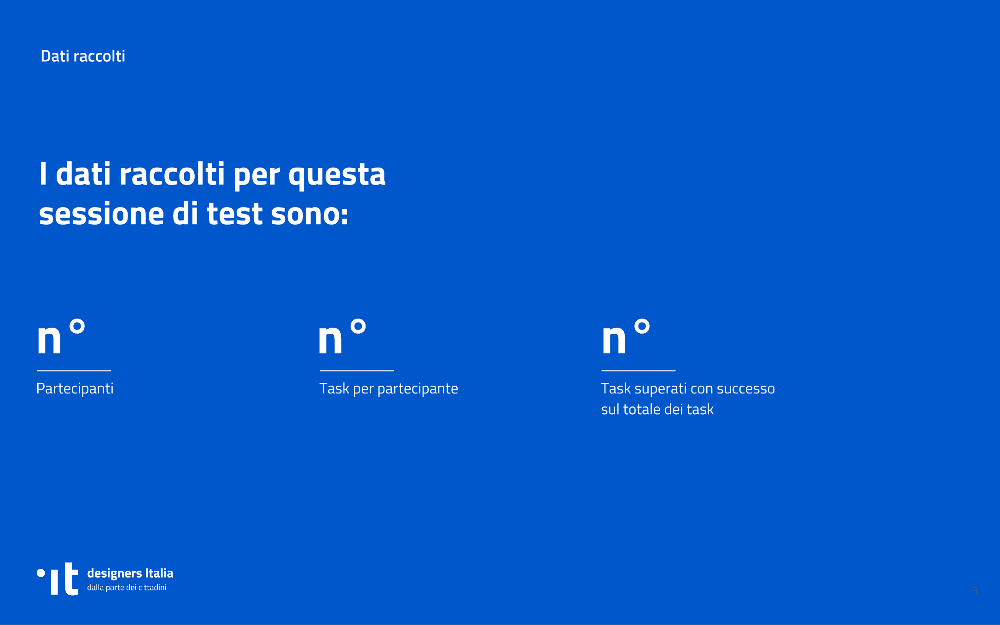 Dati raccolti
I dati raccolti per questa
sessione di test sono:
n°
Partecipanti
n°
Task per partecipante
n°
Task superati con successo
sul totale dei task
it
designers Italia
dalla parte dei cittadini
5